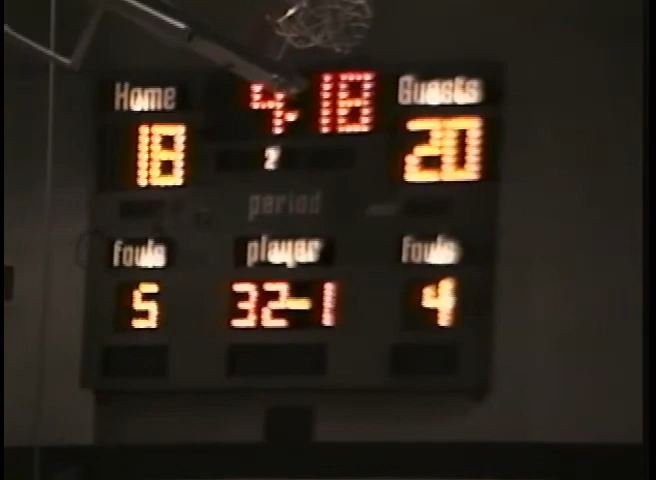 Home 4:18 Guests
18 2 20
period
fouls player fouls
5 32-1 4